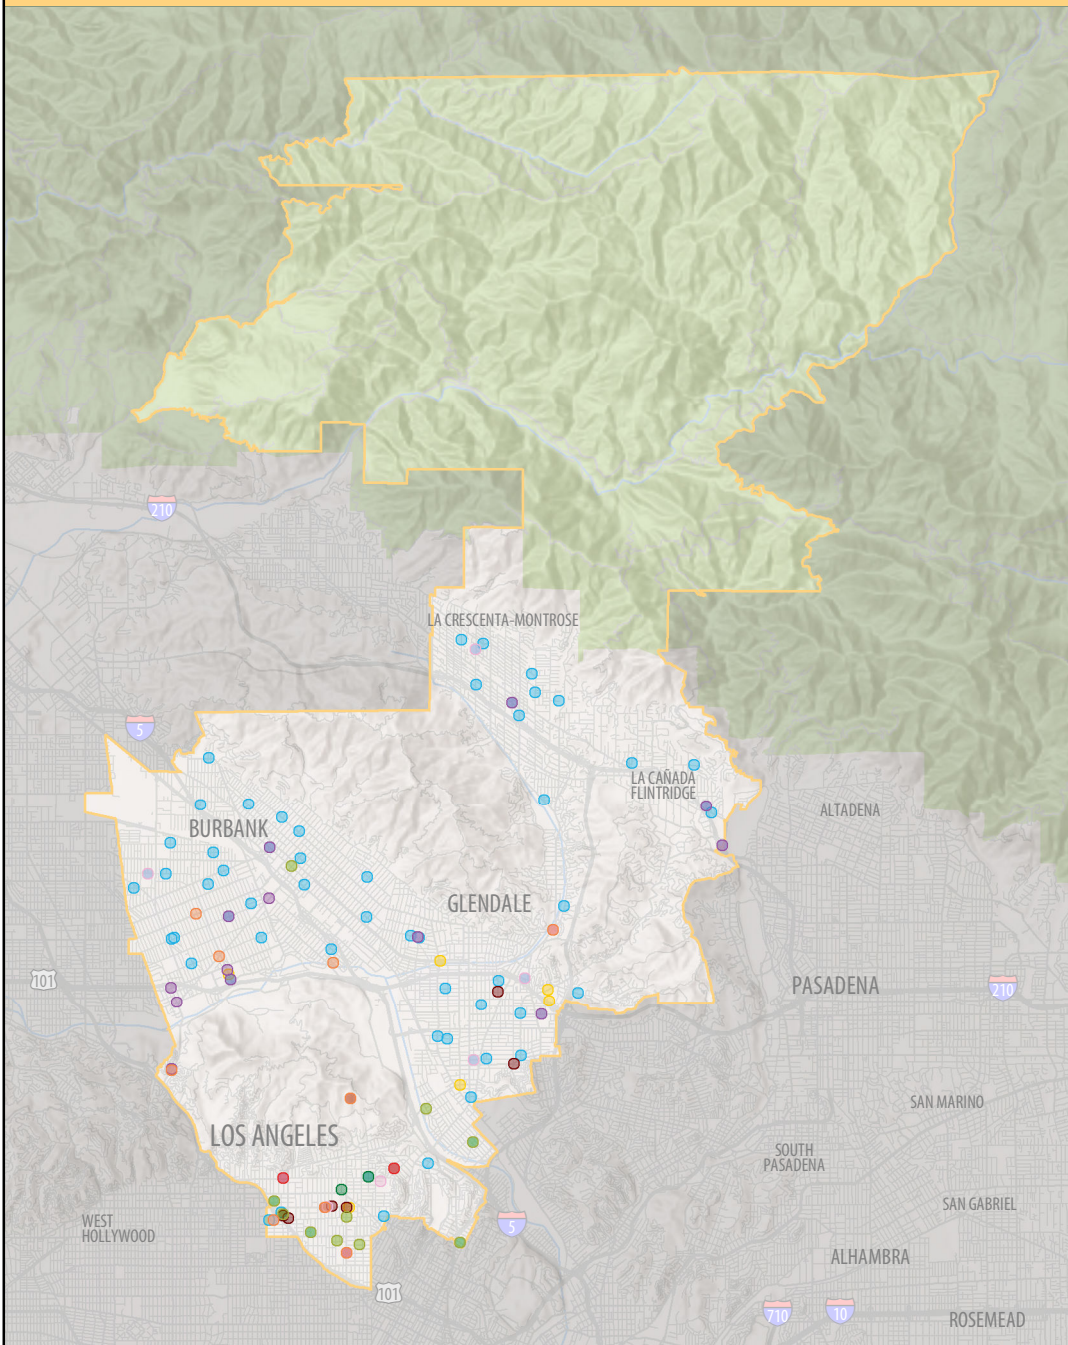 210
LA CRESCENTA-MONTROSE
5
LA CAÑADA
FLINTRIDGE
ALTADENA
BURBANK
GLENDALE
101
PASADENA
210
SAN MARINO
LOS ANGELES
SOUTH
PASADENA
SAN GABRIEL
WEST
HOLLYWOOD
5
ALHAMBRA
101
710
10
ROSEMEAD